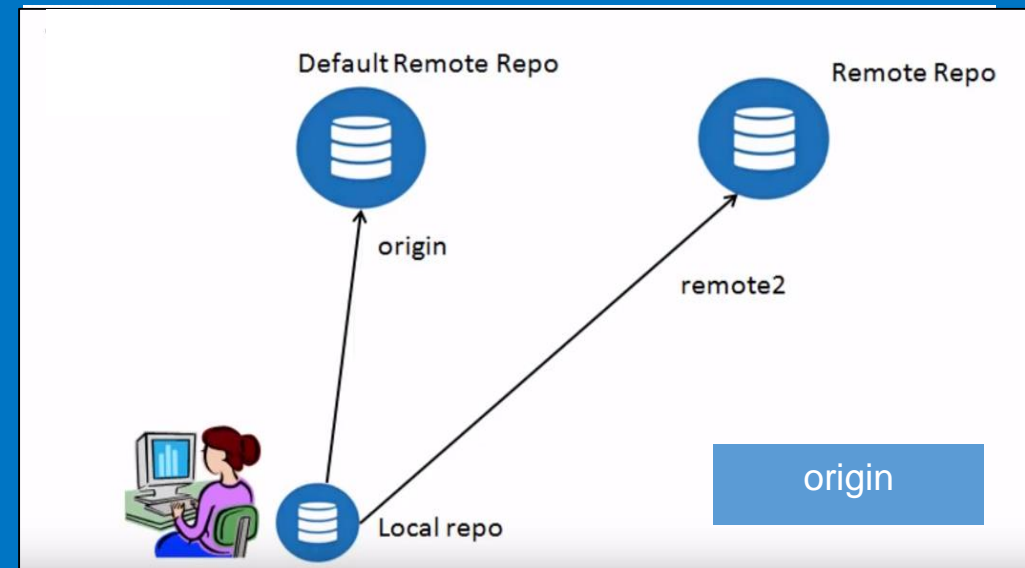 Default Remote Repo
Remote Repo
origin
remote2
origin
Local repo